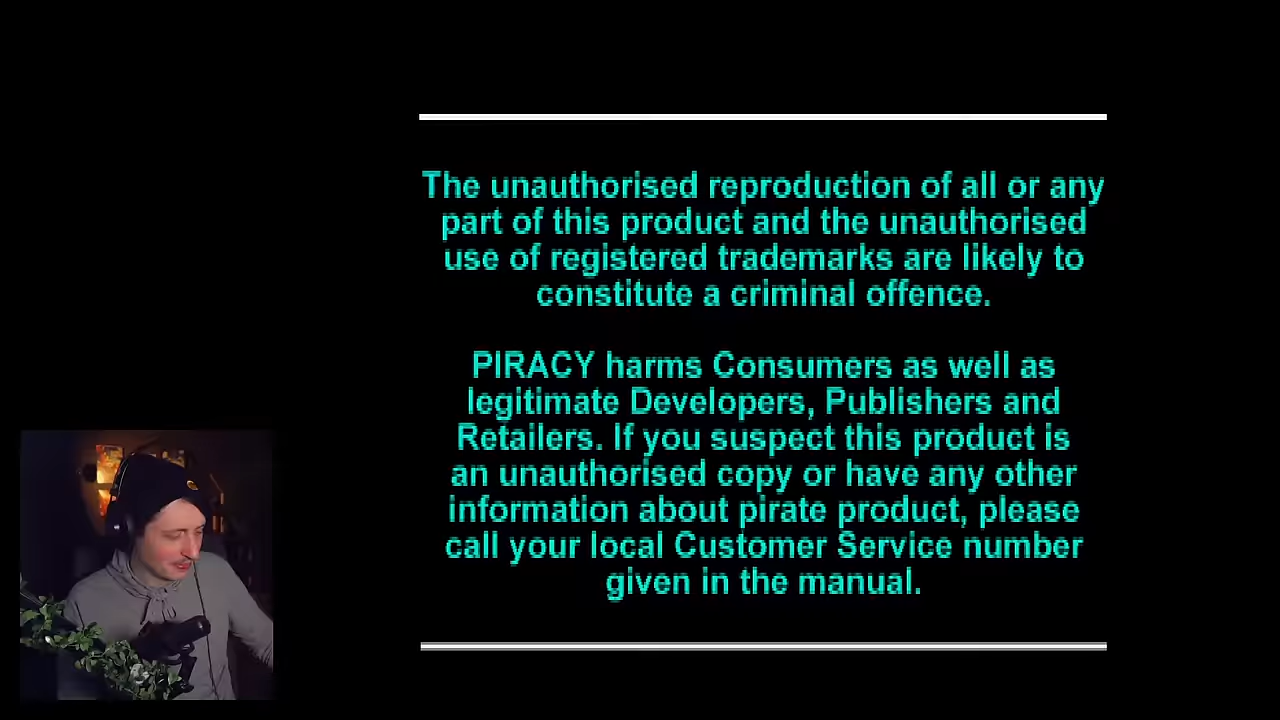 The unauthorised reproduction of all or any
part of this product and the unauthorised
use of registered trademarks are likely to
constitute a criminal offence.
PIRACY harms Consumers as well as
legitimate Developers, Publishers and
Retailers. If you suspect this product is
an unauthorised copy or have any other
information about pirate product, please
call your local Customer Service number
given in the manual.